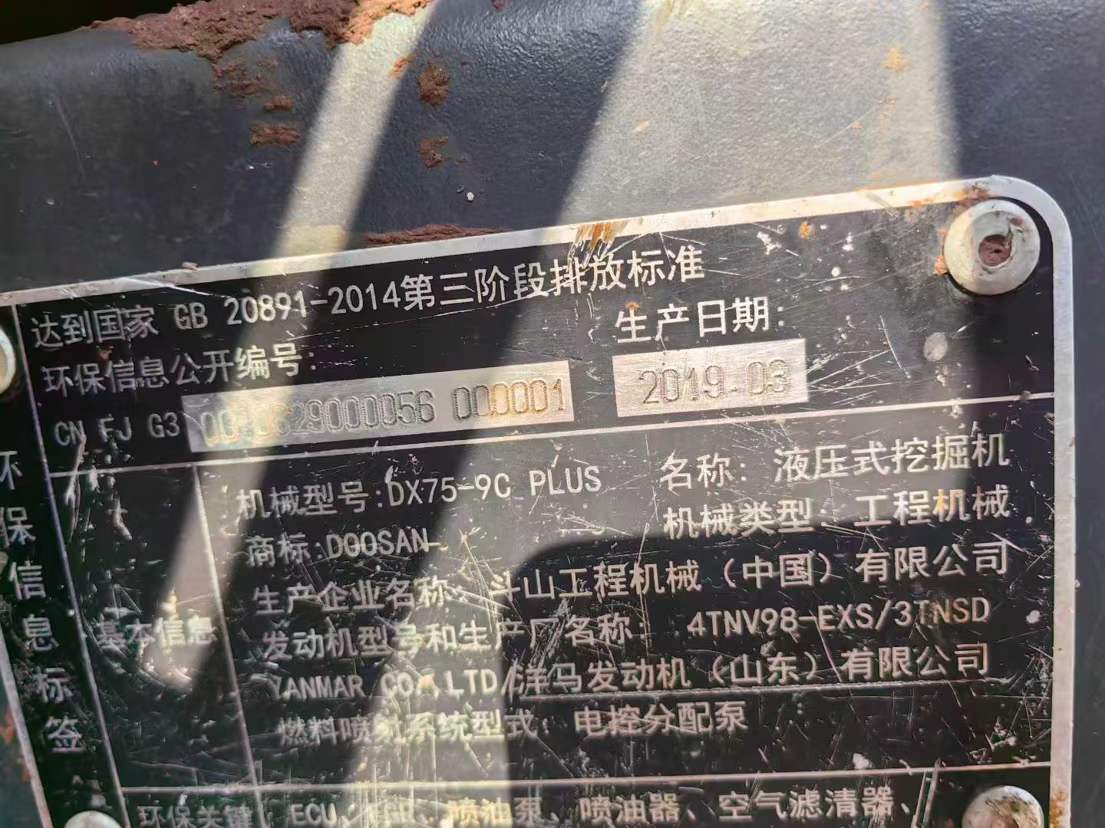 达到国家 GB 20891-2014第三阶段排放标准
环保信息公开编号:
生产日期:
CN FJ G3 29000056 000001
2019-03
环保信息标签
基本信息
机械型号:DX75-9C PLUS
名称: 液压式挖掘机
商标:DOOSAN
机械类型: 工程机械
生产企业名称: 斗山工程机械（中国）有限公司
发动机型号和生产厂名称: 4TNV98-EXS/3TNSD
YANMAR CO.,LTD/洋马发动机（山东）有限公司
燃料喷射系统型式: 电控分配泵
环保关键
ECU、 喷油泵、喷油器、空气滤清器、